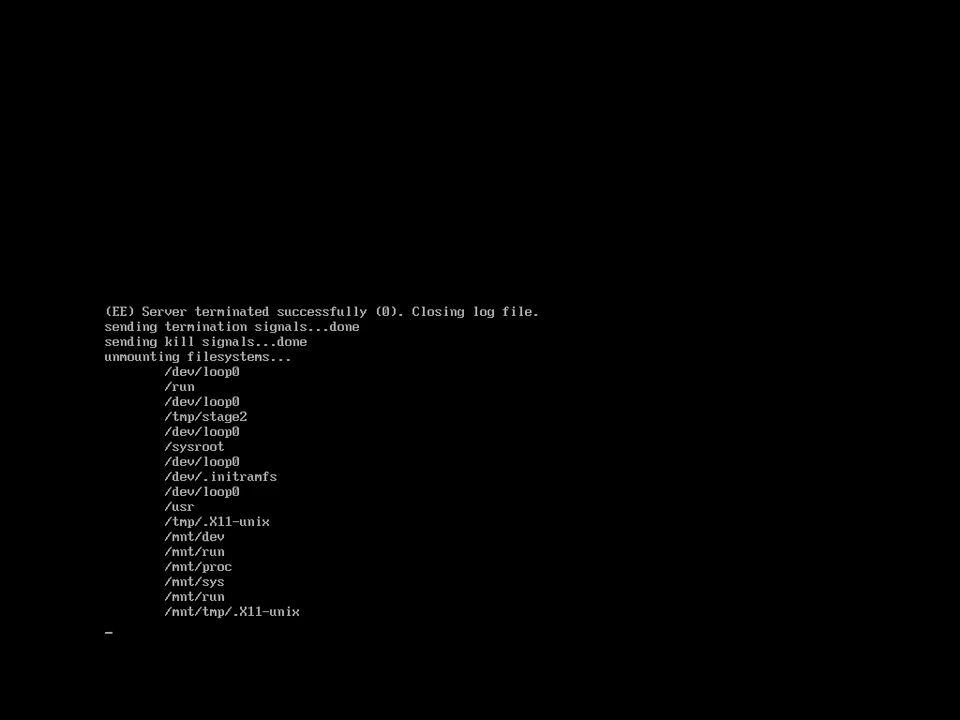 (EE) Server terminated successfully (0). Closing log file.
sending termination signals...done
sending kill signals...done
unmounting filesystems...
/dev/loop0
/run
/dev/loop0
/tmp/stage2
/dev/loop0
/sysroot
/dev/loop0
/dev/.initramfs
/dev/loop0
/usr
/tmp/.X11-unix
/mnt/dev
/mnt/run
/mnt/proc
/mnt/sys
/mnt/run
/mnt/tmp/.X11-unix
_